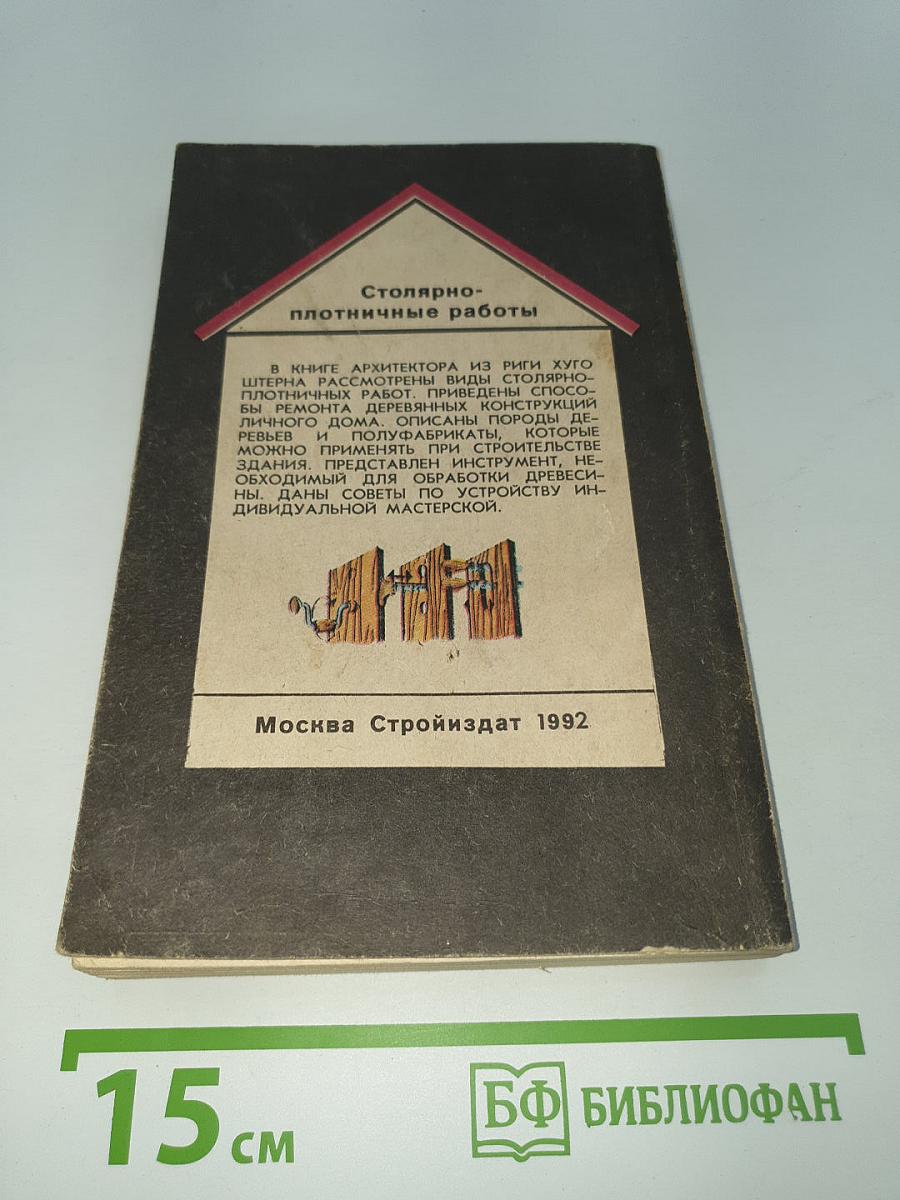 Столярно-
плотничные работы
В КНИГЕ АРХИТЕКТОРА ИЗ РИГИ ХУГО
ШТЕРНА РАССМОТРЕНЫ ВИДЫ СТОЛЯРНО-
ПЛОТНИЧНЫХ РАБОТ. ПРИВЕДЕНЫ СПОСО-
БЫ РЕМОНТА ДЕРЕВЯННЫХ КОНСТРУКЦИЙ
ЛИЧНОГО ДОМА. ОПИСАНЫ ПОРОДЫ ДЕ-
РЕВЬЕВ И ПОЛУФАБРИКАТЫ, КОТОРЫЕ
МОЖНО ПРИМЕНЯТЬ ПРИ СТРОИТЕЛЬСТВЕ
ЗДАНИЯ. ПРЕДСТАВЛЕН ИНСТРУМЕНТ, НЕ-
ОБХОДИМЫЙ ДЛЯ ОБРАБОТКИ ДРЕВЕСИ-
НЫ. ДАНЫ СОВЕТЫ ПО УСТРОЙСТВУ ИН-
ДИВИДУАЛЬНОЙ МАСТЕРСКОЙ.
Москва Стройиздат 1992
15 см
БФ БИБЛИОФАН